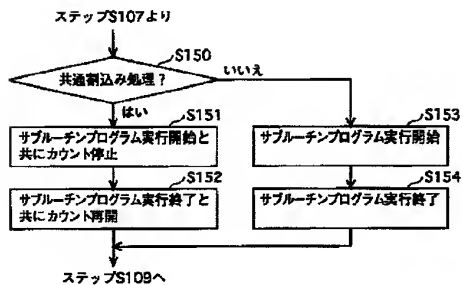 ステップS107より
S150
共通割込み処理？
いいえ
はい
S151
サブルーチンプログラム実行開始と
共にカウント停止
S153
サブルーチンプログラム実行開始
S152
サブルーチンプログラム実行終了と
共にカウント再開
S154
サブルーチンプログラム実行終了
ステップS109へ